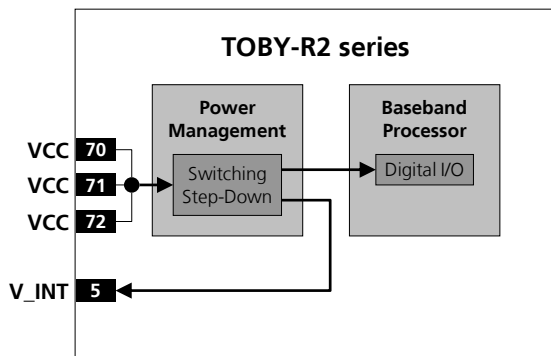 TOBY-R2 series
Power
Management
Baseband
Processor
VCC 70
VCC 71
VCC 72
Switching
Step-Down
Digital I/O
V_INT 5